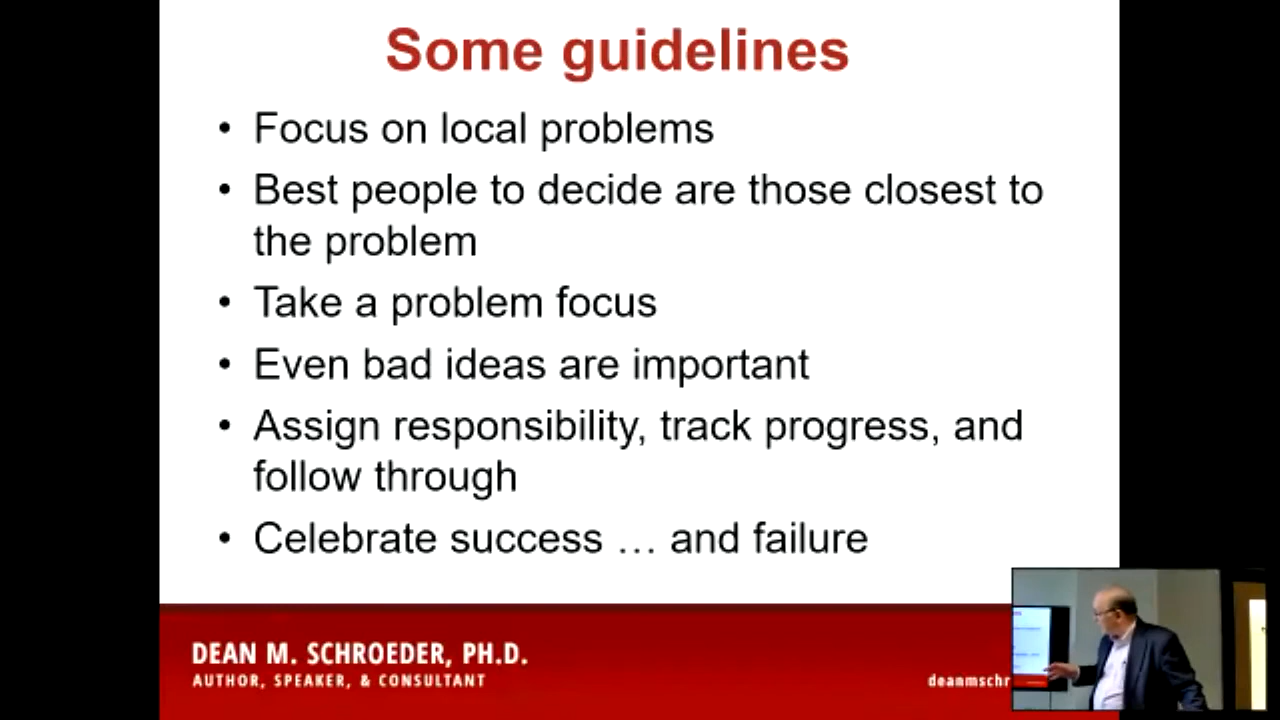 Some guidelines
• Focus on local problems
• Best people to decide are those closest to
the problem
• Take a problem focus
• Even bad ideas are important
• Assign responsibility, track progress, and
follow through
• Celebrate success … and failure
DEAN M. SCHROEDER, PH.D.
AUTHOR, SPEAKER, & CONSULTANT
deanmschr